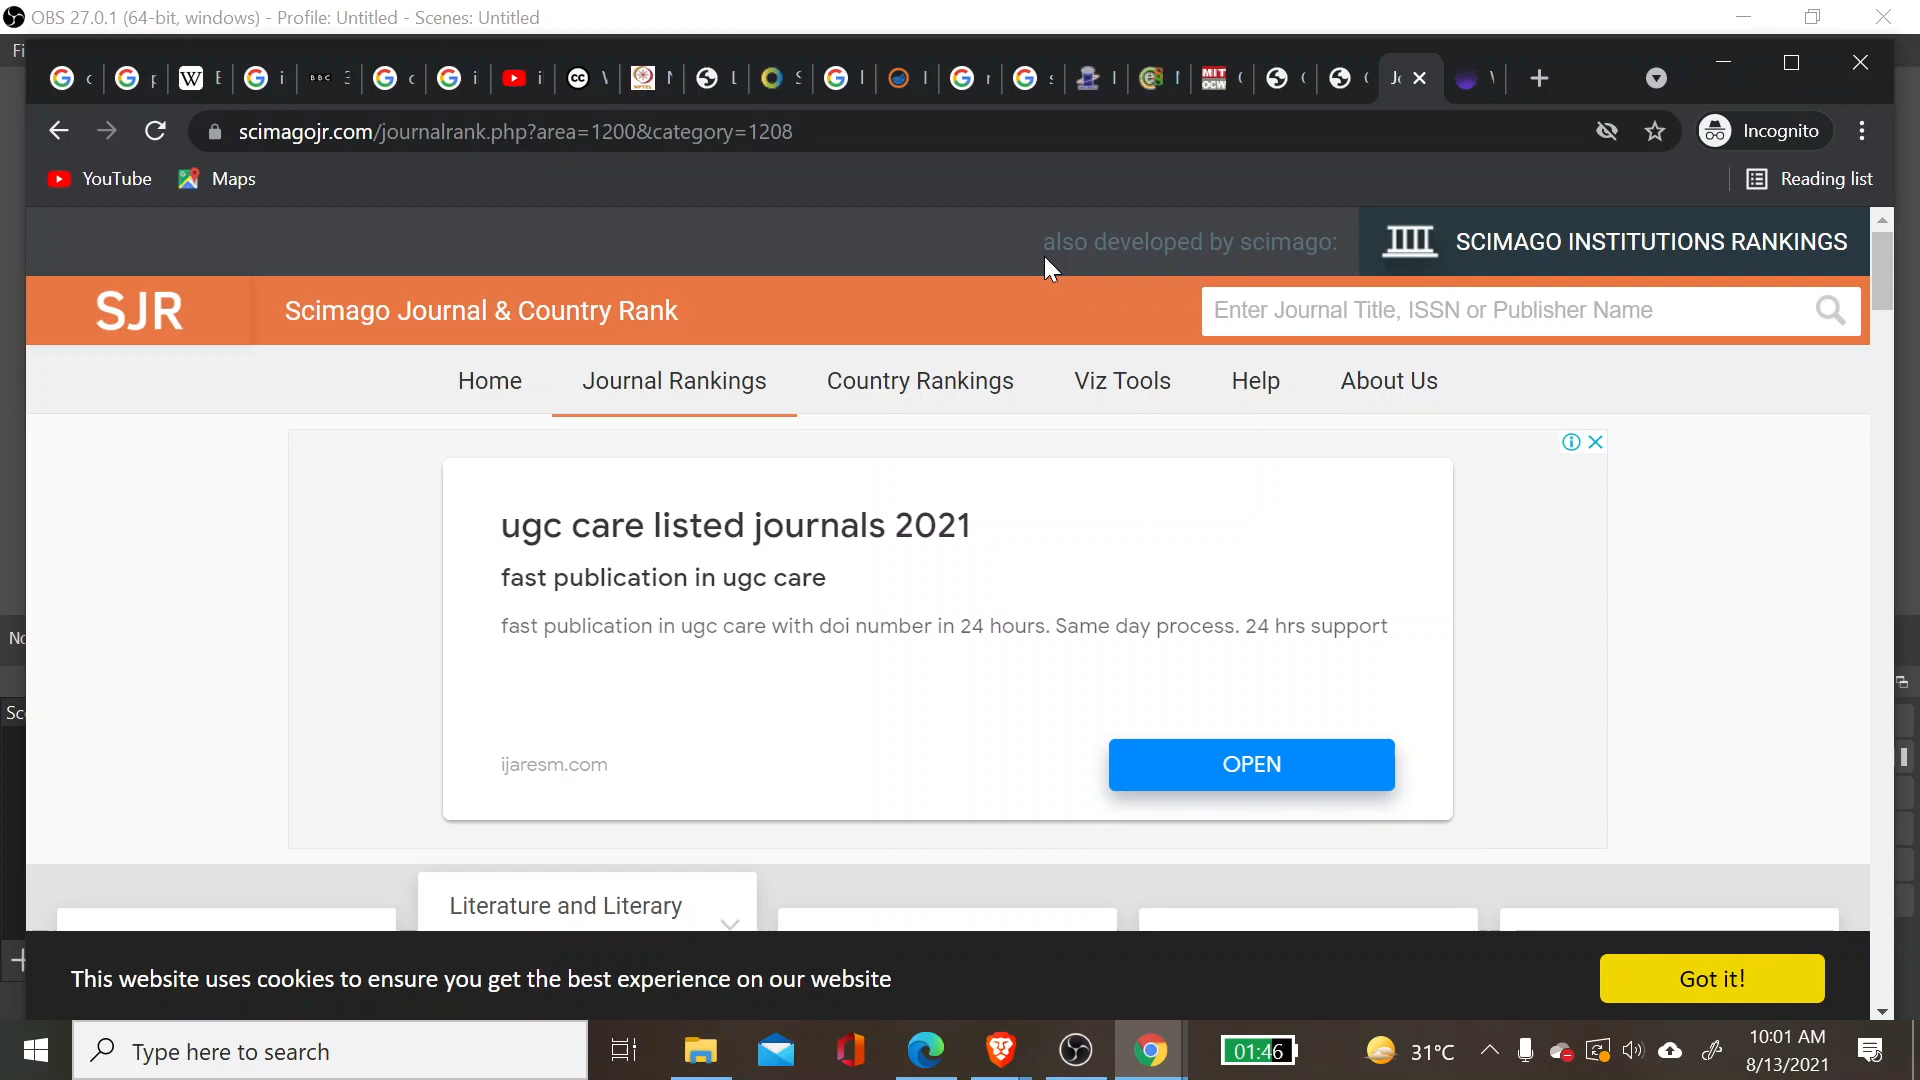 OBS 27.0.1 (64-bit, windows) - Profile: Untitled - Scenes: Untitled
Fi
scimagojr.com/journalrank.php?area=1200&category=1208
Incognito
YouTube
Maps
Reading list
also developed by scimago:
SCIMAGO INSTITUTIONS RANKINGS
SJR
Scimago Journal & Country Rank
Enter Journal Title, ISSN or Publisher Name
Home
Journal Rankings
Country Rankings
Viz Tools
Help
About Us
ugc care listed journals 2021
fast publication in ugc care
fast publication in ugc care with doi number in 24 hours. Same day process. 24 hrs support
ijaresm.com
OPEN
Literature and Literary
This website uses cookies to ensure you get the best experience on our website
Got it!
Type here to search
01:46
31°C
10:01 AM
8/13/2021